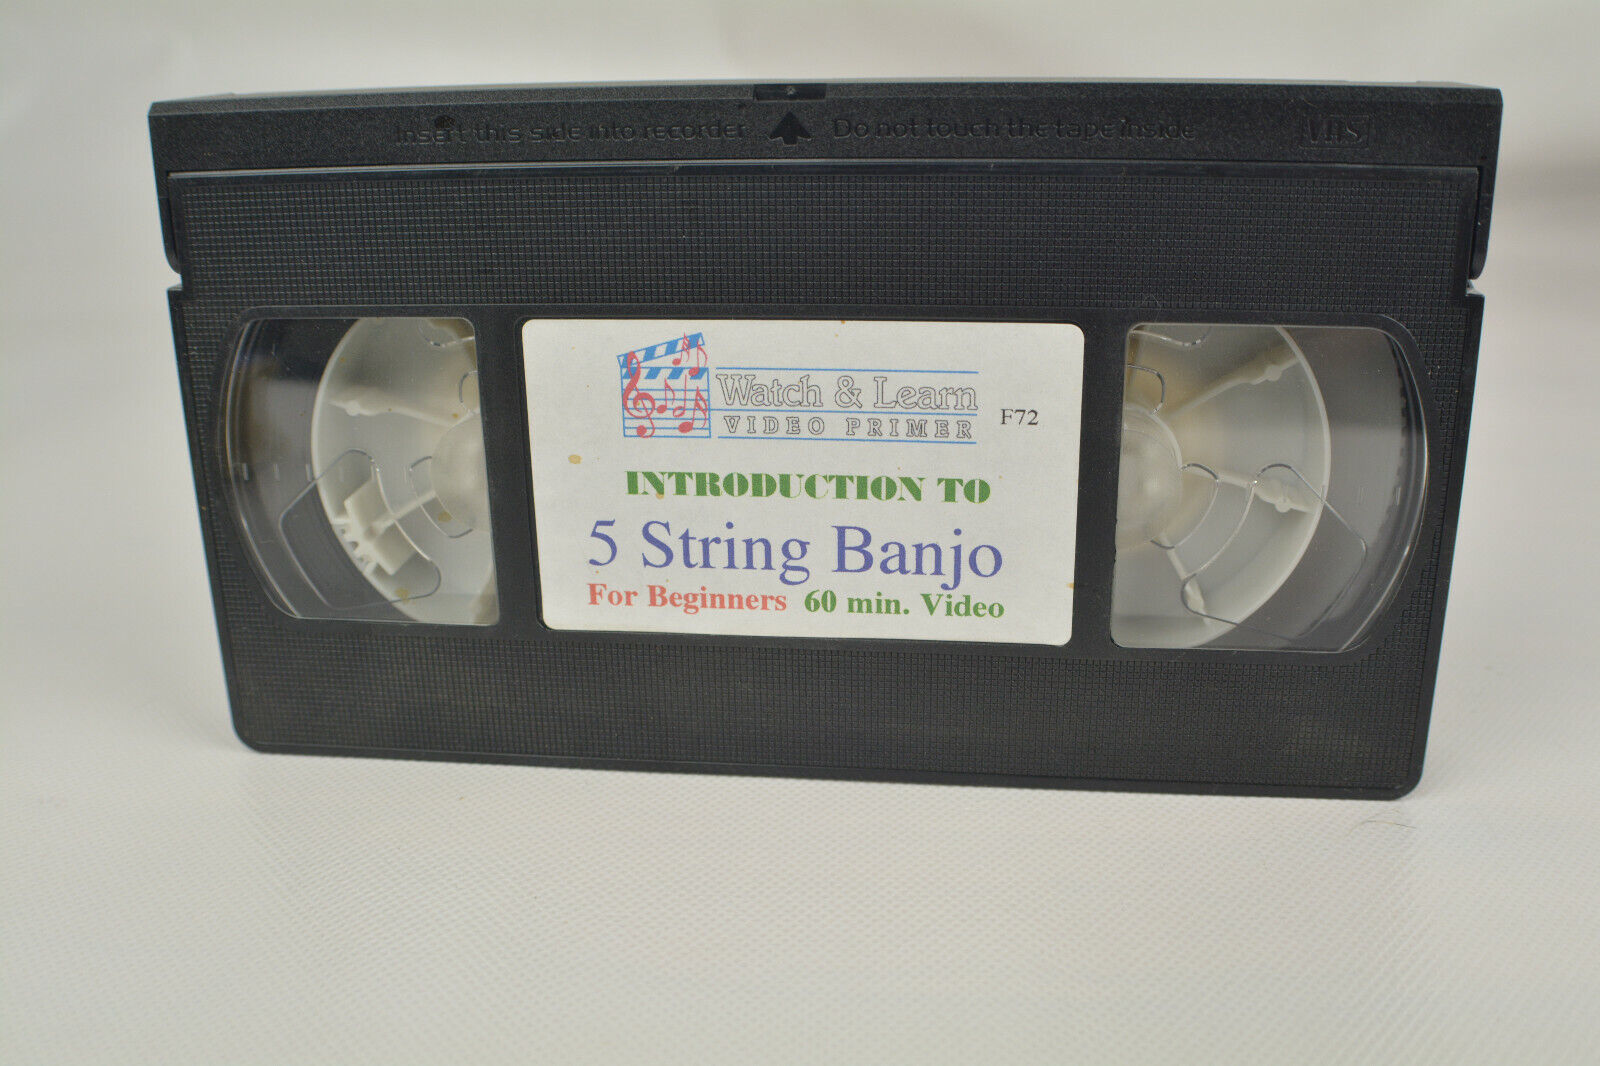 Insert this side into recorder Do not touch the tape inside VHS
Watch & Learn
VIDEO PRIMER F72
INTRODUCTION TO
5 String Banjo
For Beginners 60 min. Video